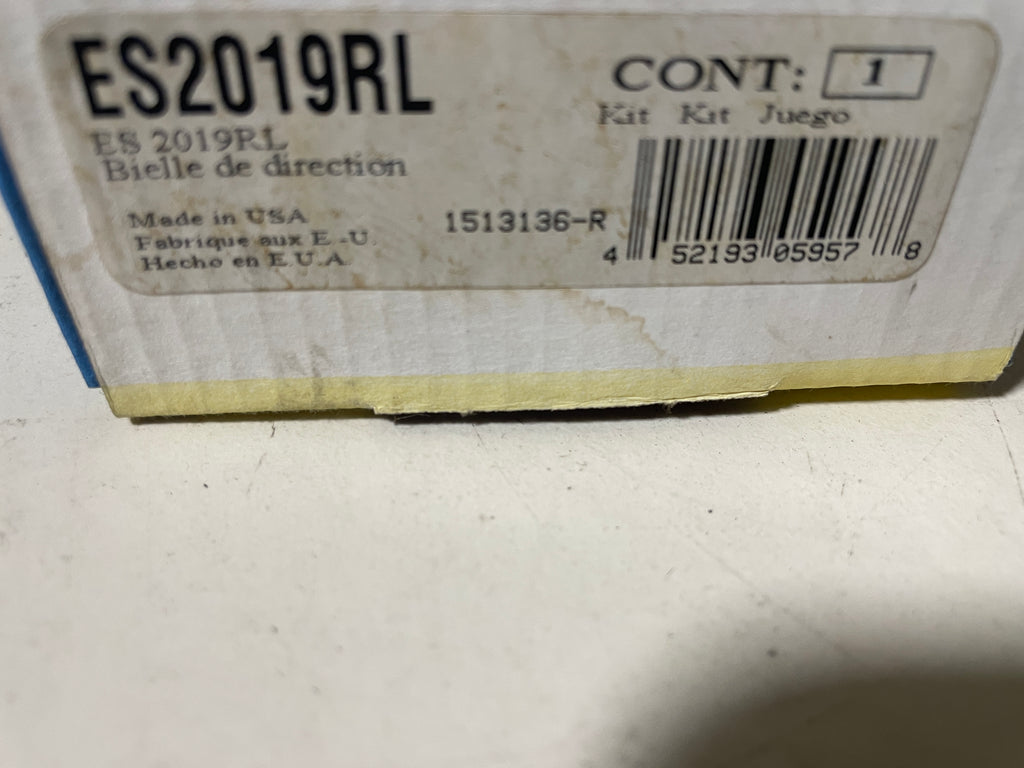 ES2019RL
CONT: 1
Kit Kit Juego
ES 2019RL
Bielle de direction
Made in USA
Fabrique aux E.-U.
Hecho en E.U.A.
1513136-R
4 52193 05957 8